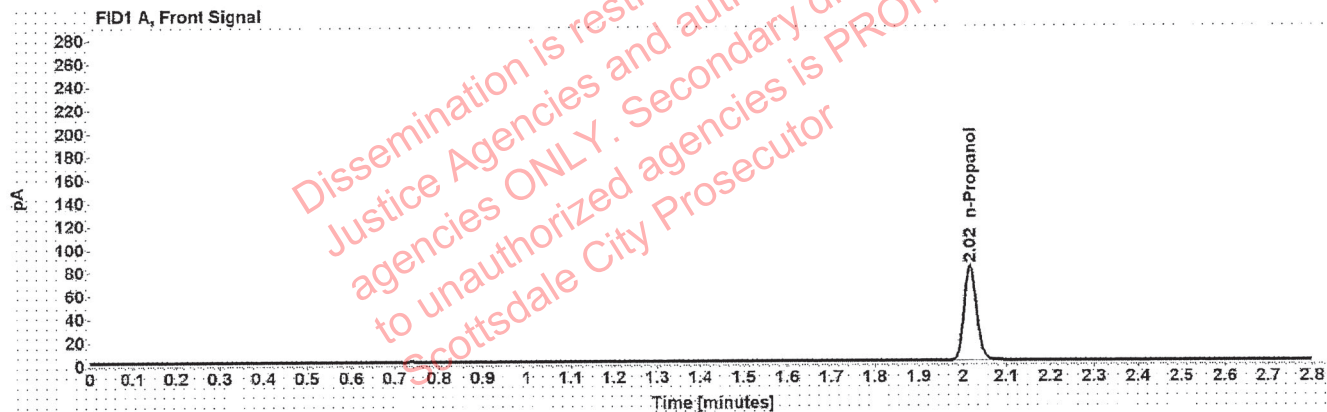 FID1 A, Front Signal
280
260
240
220
200
180
160
140
120
100
80
60
40
20
0
pA
2.02 n-Propanol
0 0.1 0.2 0.3 0.4 0.5 0.6 0.7 0.8 0.9 1 1.1 1.2 1.3 1.4 1.5 1.6 1.7 1.8 1.9 2 2.1 2.2 2.3 2.4 2.5 2.6 2.7 2.8
Time [minutes]
Dissemination is
Justice Agencies and
agencies ONLY. Secondary
to unauthorized agencies is
Scottsdale City Prosecutor